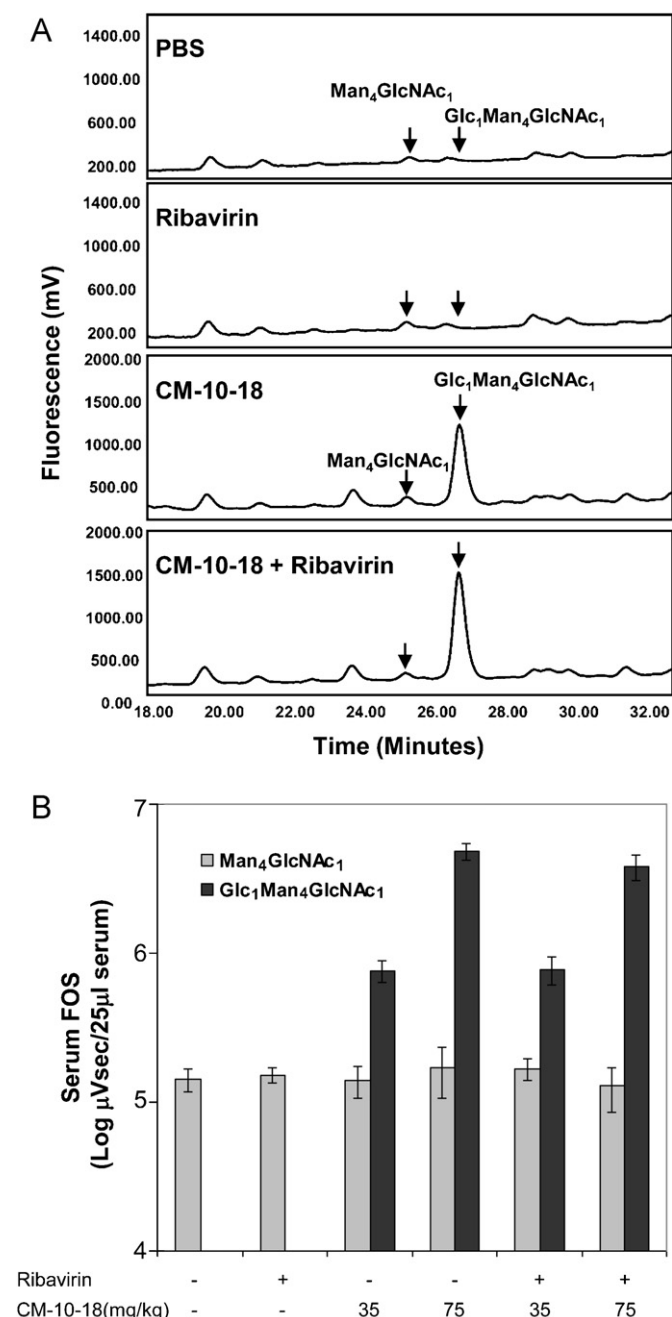 A
PBS
1400.00
1000.00
600.00
200.00
Man₄GlcNAc₁
Glc₁Man₄GlcNAc₁
Ribavirin
1400.00
1000.00
600.00
200.00
Fluorescence (mV)
CM-10-18
2000.00
1500.00
1000.00
500.00
Glc₁Man₄GlcNAc₁
Man₄GlcNAc₁
CM-10-18 + Ribavirin
2000.00
1500.00
1000.00
500.00
0.00
18.00 20.00 22.00 24.00 26.00 28.00 30.00 32.00
Time (Minutes)
B
7
6
5
4
Man₄GlcNAc₁
Glc₁Man₄GlcNAc₁
Serum FOS
(Log µVsec/25µl serum)
Ribavirin - + - - + +
CM-10-18(mg/kg) - - 35 75 35 75